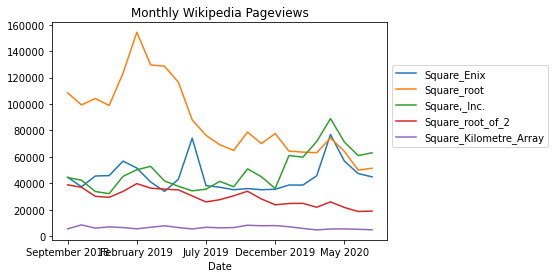 Monthly Wikipedia Pageviews
160000
140000
120000
100000
80000
60000
40000
20000
0
September 2018
February 2019
July 2019
December 2019
May 2020
Date
Square_Enix
Square_root
Square,_Inc.
Square_root_of_2
Square_Kilometre_Array